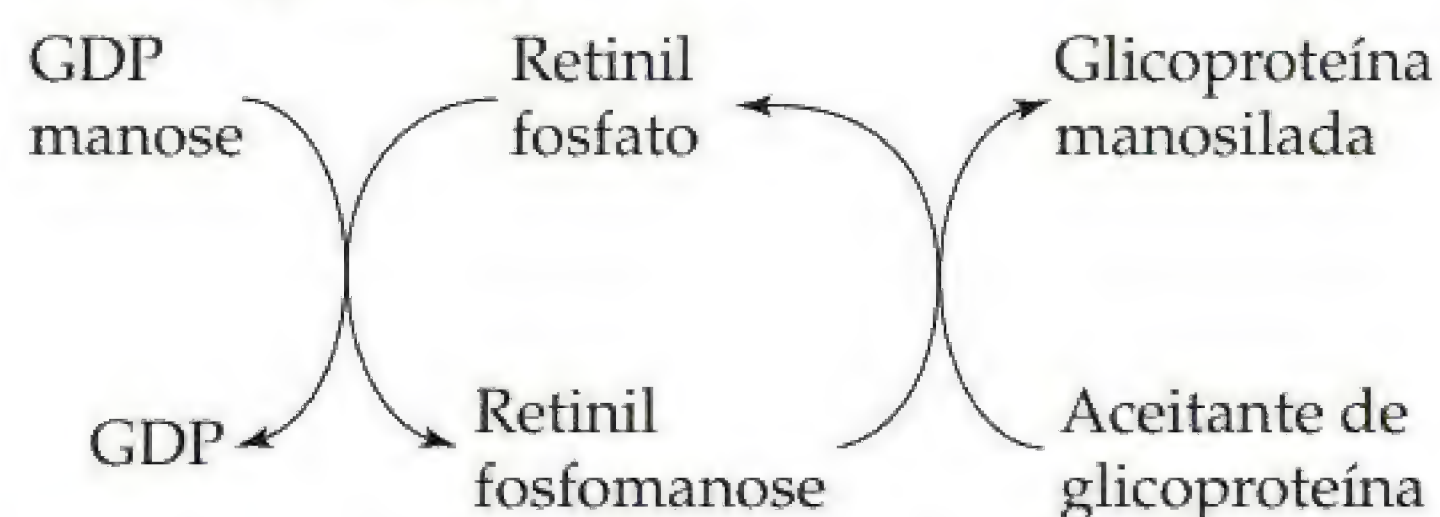 GDP
manose
Retinil
fosfato
Glicoproteína
manosilada
GDP
Retinil
fosfomanose
Aceitante de
glicoproteína